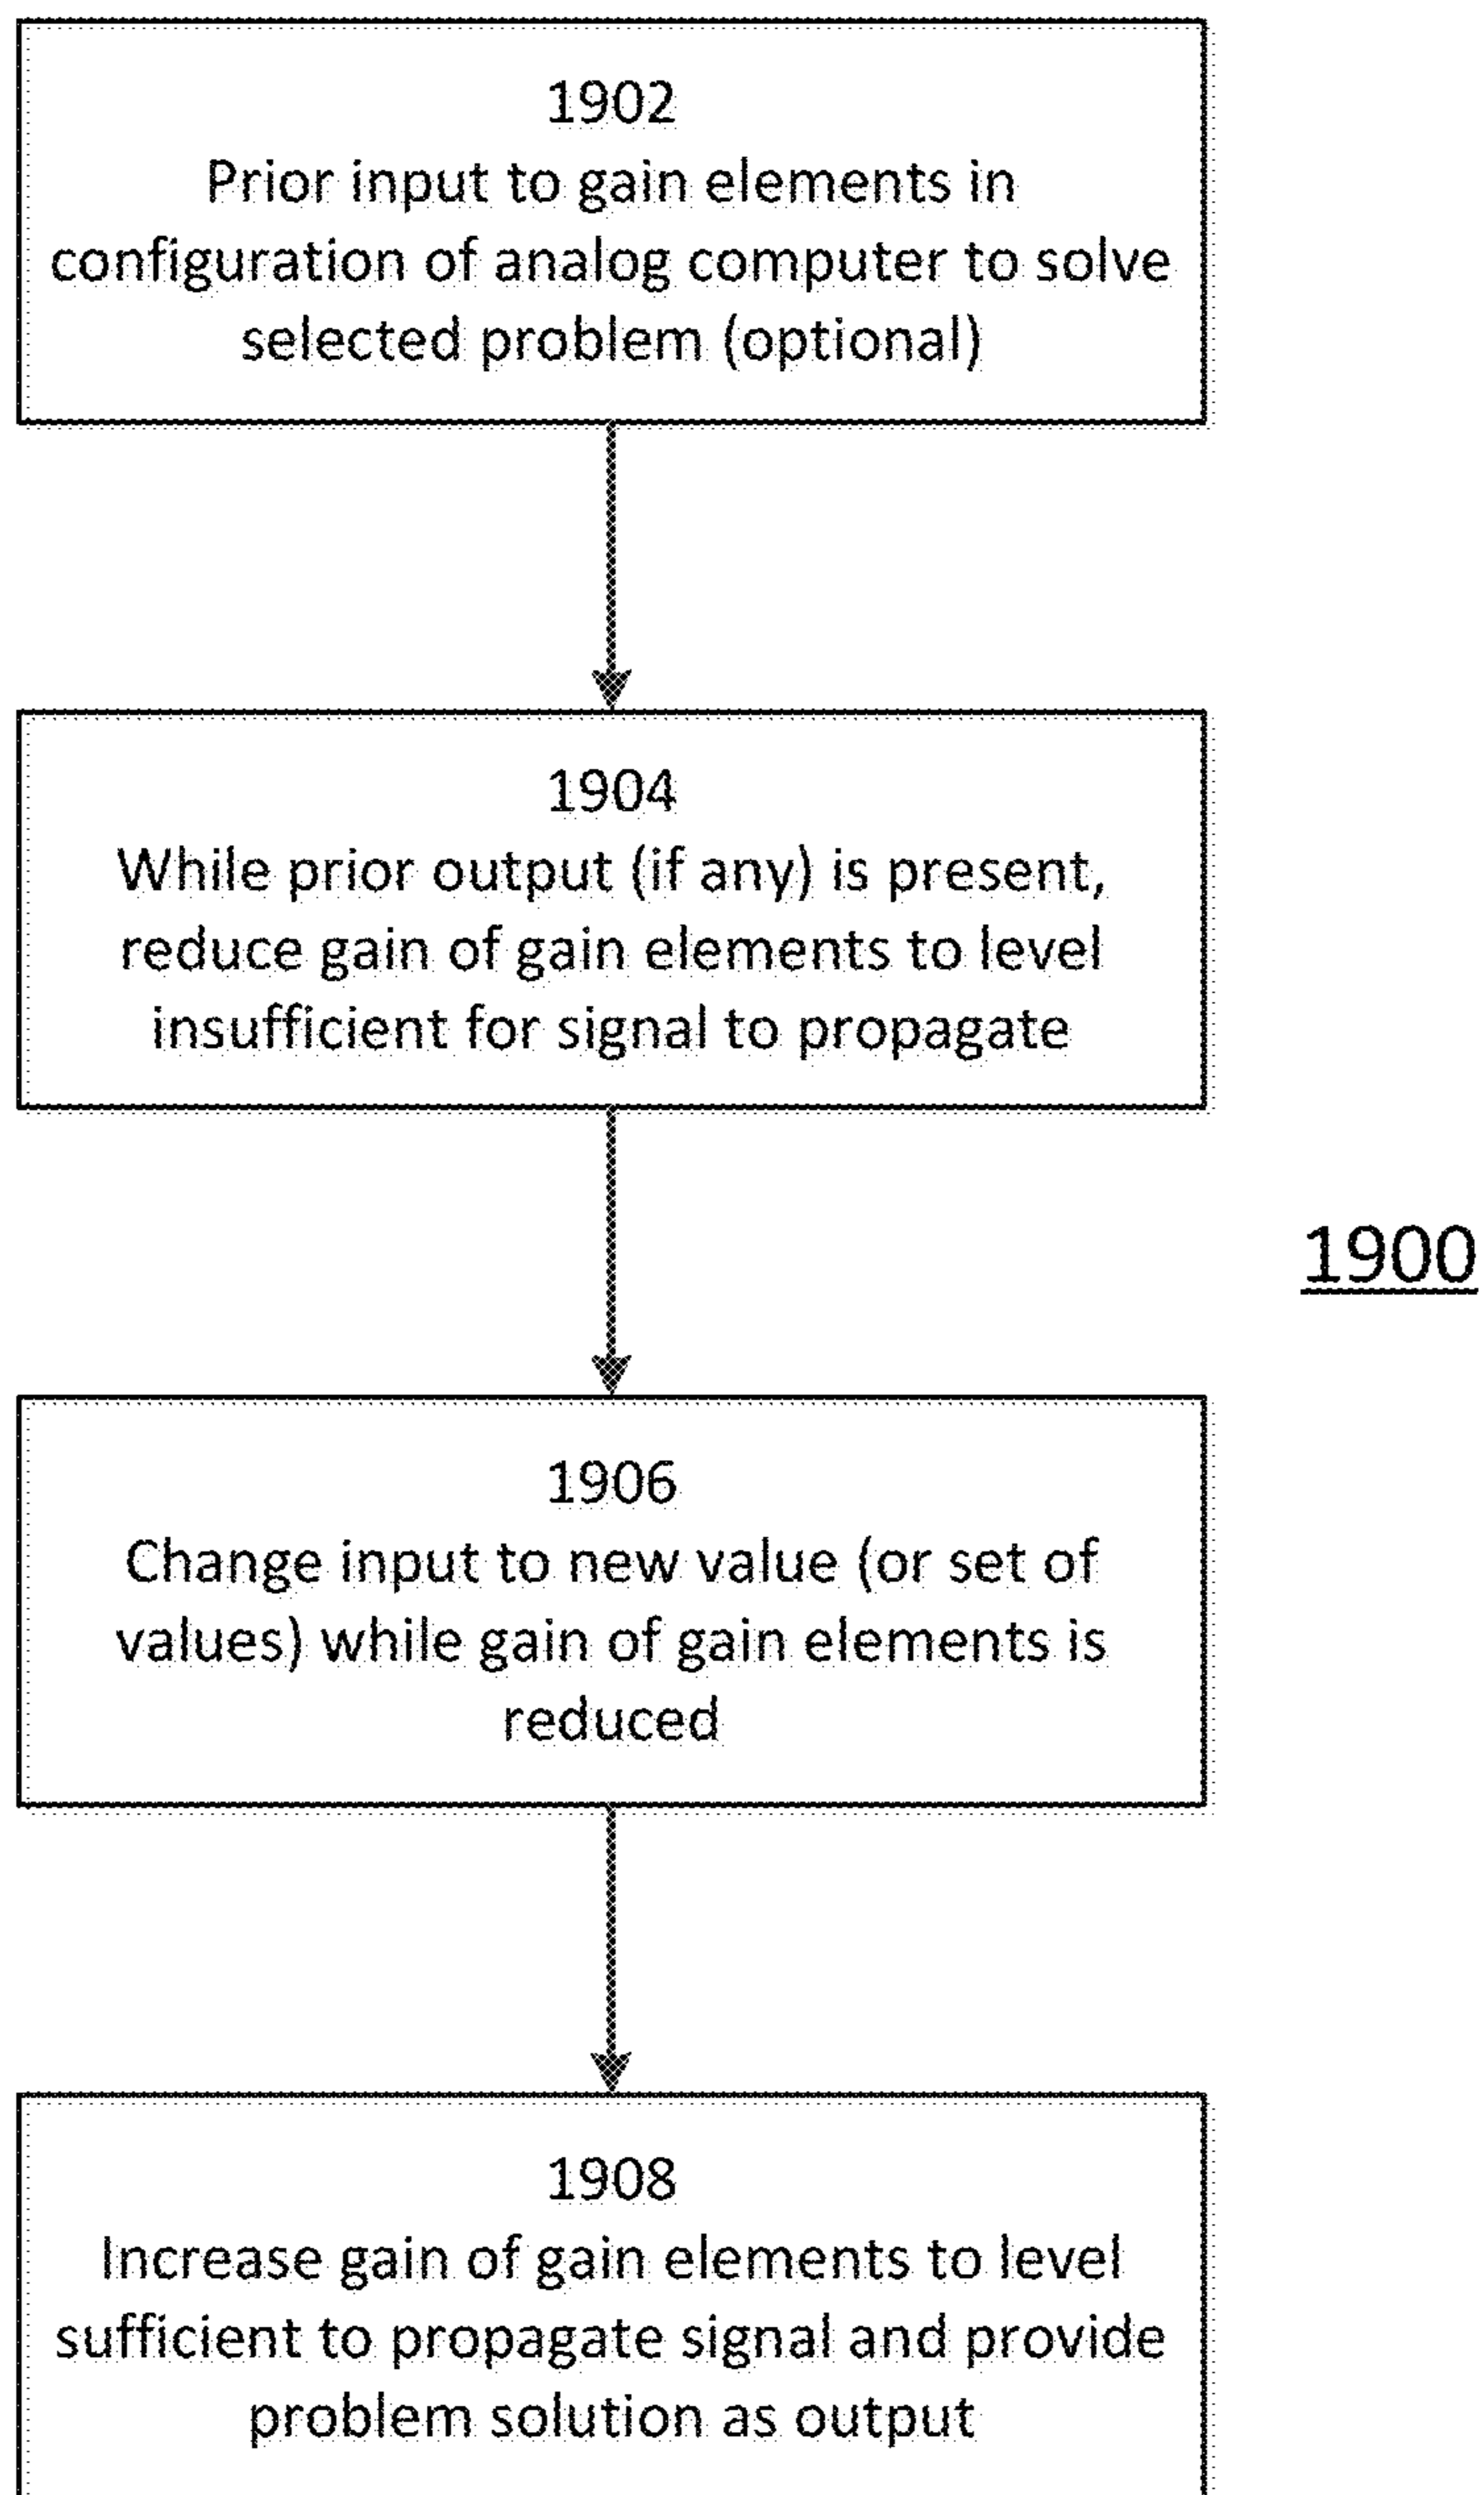 1902
Prior input to gain elements in
configuration of analog computer to solve
selected problem (optional)
1904
While prior output (if any) is present,
reduce gain of gain elements to level
insufficient for signal to propagate
1900
1906
Change input to new value (or set of
values) while gain of gain elements is
reduced
1908
Increase gain of gain elements to level
sufficient to propagate signal and provide
problem solution as output